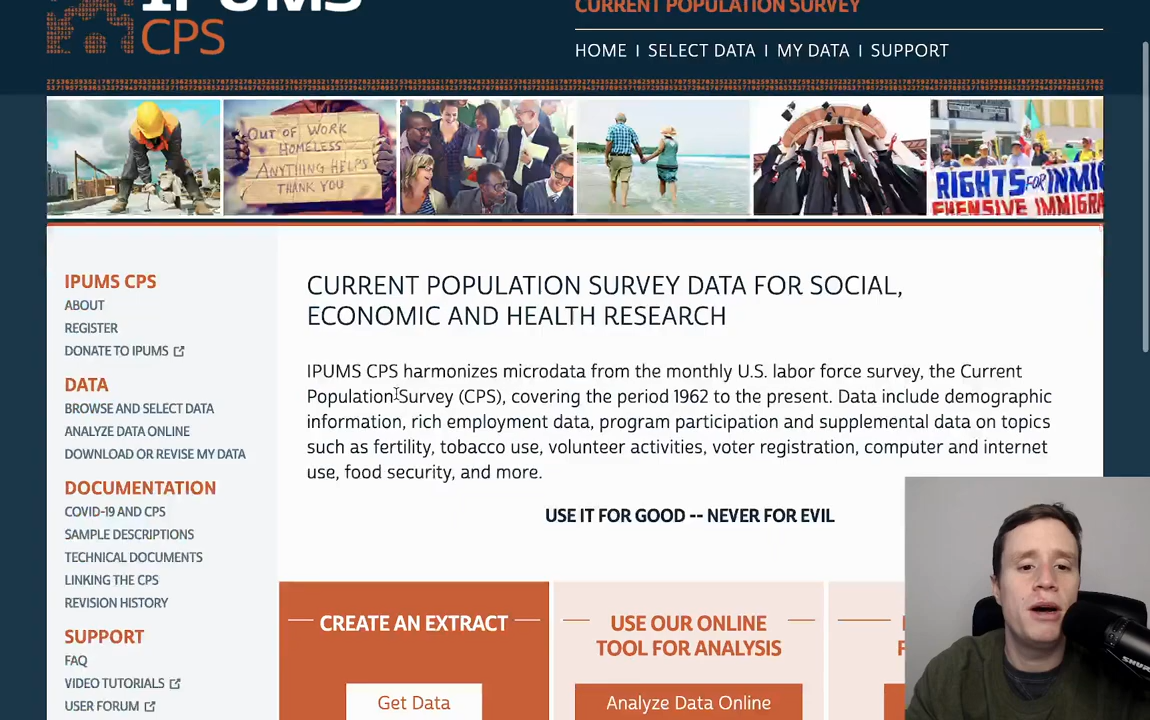 IPUMS
CPS
CURRENT POPULATION SURVEY
HOME | SELECT DATA | MY DATA | SUPPORT
OUT OF WORK
HOMELESS
ANYTHING HELPS
THANK YOU
RIGHTS FOR IMMI
EHENSIVE IMMIGRA
IPUMS CPS
ABOUT
REGISTER
DONATE TO IPUMS
DATA
BROWSE AND SELECT DATA
ANALYZE DATA ONLINE
DOWNLOAD OR REVISE MY DATA
DOCUMENTATION
COVID-19 AND CPS
SAMPLE DESCRIPTIONS
TECHNICAL DOCUMENTS
LINKING THE CPS
REVISION HISTORY
SUPPORT
FAQ
VIDEO TUTORIALS
USER FORUM
CURRENT POPULATION SURVEY DATA FOR SOCIAL,
ECONOMIC AND HEALTH RESEARCH
IPUMS CPS harmonizes microdata from the monthly U.S. labor force survey, the Current
Population Survey (CPS), covering the period 1962 to the present. Data include demographic
information, rich employment data, program participation and supplemental data on topics
such as fertility, tobacco use, volunteer activities, voter registration, computer and internet
use, food security, and more.
USE IT FOR GOOD -- NEVER FOR EVIL
CREATE AN EXTRACT
Get Data
USE OUR ONLINE
TOOL FOR ANALYSIS
Analyze Data Online
SHURE